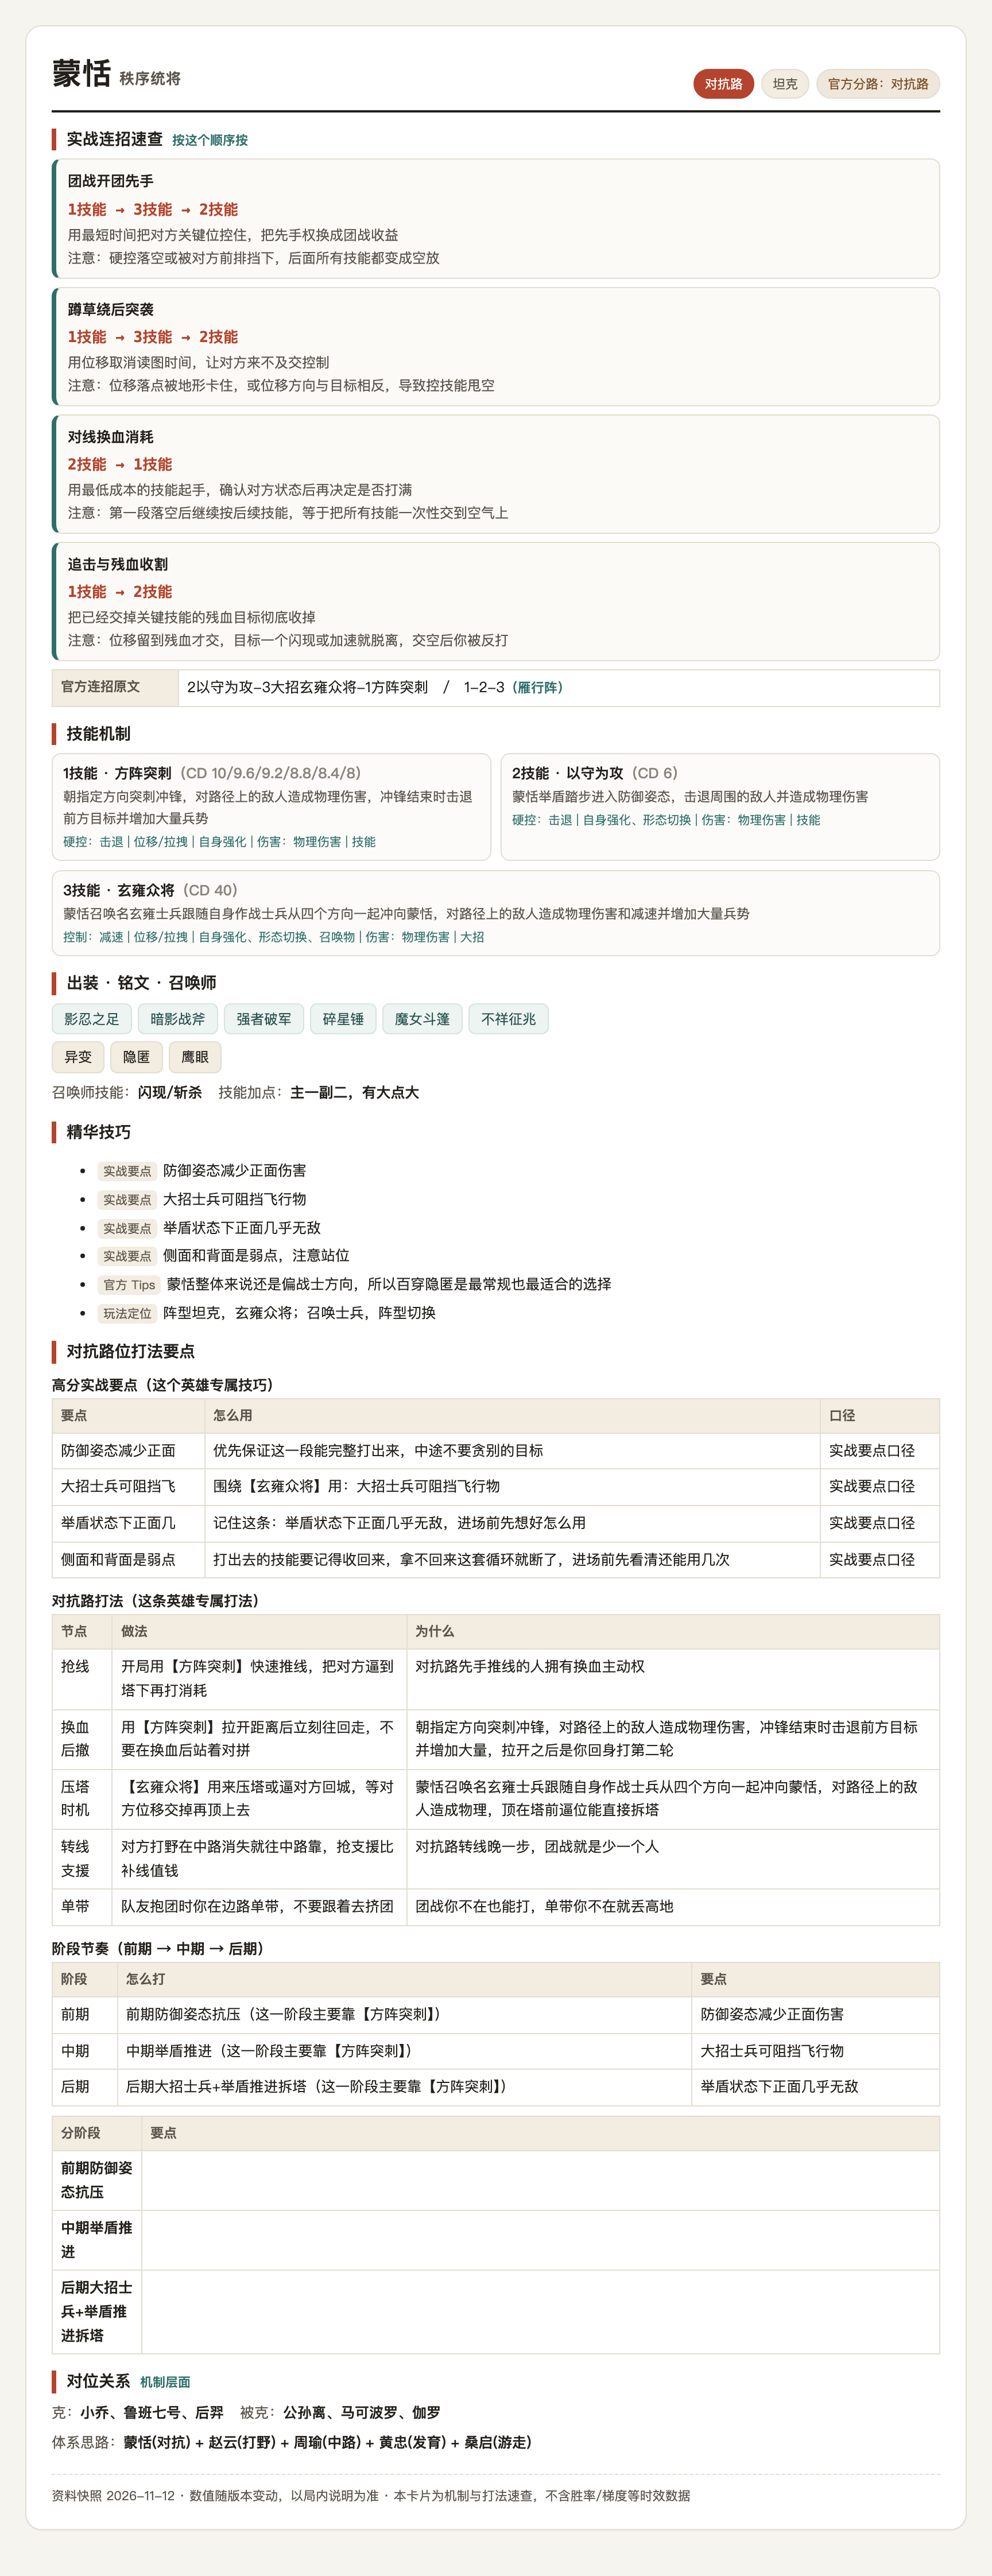 蒙恬 秩序统将
对抗路 坦克 官方分路：对抗路
实战连招速查 按这个顺序按
团战开团先手
1技能 → 3技能 → 2技能
用最短时间把对方关键位控住，把先手权换成团战收益
注意：硬控落空或被对方前排挡下，后面所有技能都变成空放
蹲草绕后突袭
1技能 → 3技能 → 2技能
用位移取消读图时间，让对方来不及交控制
注意：位移落点被地形卡住，或位移方向与目标相反，导致控技能甩空
对线换血消耗
2技能 → 1技能
用最低成本的技能起手，确认对方状态后再决定是否打满
注意：第一段落空后继续按后续技能，等于把所有技能一次性交到空气上
追击与残血收割
1技能 → 2技能
把已经交掉关键技能的残血目标彻底收掉
注意：位移留到残血才交，目标一个闪现或加速就脱离，交空后你被反打
官方连招原文 2以守为攻-3大招玄雍众将-1方阵突刺 / 1-2-3（雁行阵）
技能机制
1技能 · 方阵突刺（CD 10/9.6/9.2/8.8/8.4/8）
朝指定方向突刺冲锋，对路径上的敌人造成物理伤害，冲锋结束时击退
前方目标并增加大量兵势
硬控：击退 | 位移/拉拽 | 自身强化 | 伤害：物理伤害 | 技能
2技能 · 以守为攻（CD 6）
蒙恬举盾踏步进入防御姿态，击退周围的敌人并造成物理伤害
硬控：击退 | 自身强化、形态切换 | 伤害：物理伤害 | 技能
3技能 · 玄雍众将（CD 40）
蒙恬召唤名玄雍士兵跟随自身作战士兵从四个方向一起冲向蒙恬，对路径上的敌人造成物理伤害和减速并增加大量兵势
控制：减速 | 位移/拉拽 | 自身强化、形态切换、召唤物 | 伤害：物理伤害 | 大招
出装 · 铭文 · 召唤师
影忍之足 暗影战斧 强者破军 碎星锤 魔女斗篷 不祥征兆
异变 隐匿 鹰眼
召唤师技能：闪现/斩杀 技能加点：主一副二，有大点大
精华技巧
• 实战要点 防御姿态减少正面伤害
• 实战要点 大招士兵可阻挡飞行物
• 实战要点 举盾状态下正面几乎无敌
• 实战要点 侧面和背面是弱点，注意站位
• 官方 Tips 蒙恬整体来说还是偏战士方向，所以百穿隐匿是最常规也最适合的选择
• 玩法定位 阵型坦克，玄雍众将；召唤士兵，阵型切换
对抗路位打法要点
高分实战要点（这个英雄专属技巧）
要点 怎么用 口径
防御姿态减少正面 优先保证这一段能完整打出来，中途不要贪别的目标 实战要点口径
大招士兵可阻挡飞 围绕【玄雍众将】用：大招士兵可阻挡飞行物 实战要点口径
举盾状态下正面几 记住这条：举盾状态下正面几乎无敌，进场前先想好怎么用 实战要点口径
侧面和背面是弱点 打出去的技能要记得收回来，拿不回来这套循环就断了，进场前先看清还能用几次 实战要点口径
对抗路打法（这条英雄专属打法）
节点 做法 为什么
抢线 开局用【方阵突刺】快速推线，把对方逼到 对抗路先手推线的人拥有换血主动权
塔下再打消耗
换血 用【方阵突刺】拉开距离后立刻往回走，不 朝指定方向突刺冲锋，对路径上的敌人造成物理伤害，冲锋结束时击退前方目标
后撤 要在换血后站着对拼 并增加大量，拉开之后是你回身打第二轮
压塔 【玄雍众将】用来压塔或逼对方回城，等对 蒙恬召唤名玄雍士兵跟随自身作战士兵从四个方向一起冲向蒙恬，对路径上的敌
时机 方位移交掉再顶上去 人造成物理，顶在塔前逼位能直接拆塔
转线 对方打野在中路消失就往中路靠，抢支援比 对抗路转线晚一步，团战就是少一个人
支援 补线值钱
单带 队友抱团时你在边路单带，不要跟着去挤团 团战你不在也能打，单带你不在就丢高地
阶段节奏（前期 → 中期 → 后期）
阶段 怎么打 要点
前期 前期防御姿态抗压（这一阶段主要靠【方阵突刺】） 防御姿态减少正面伤害
中期 中期举盾推进（这一阶段主要靠【方阵突刺】） 大招士兵可阻挡飞行物
后期 后期大招士兵+举盾推进拆塔（这一阶段主要靠【方阵突刺】） 举盾状态下正面几乎无敌
分阶段 要点
前期防御姿
态抗压
中期举盾推
进
后期大招士
兵+举盾推
进拆塔
对位关系 机制层面
克：小乔、鲁班七号、后羿 被克：公孙离、马可波罗、伽罗
体系思路：蒙恬(对抗) + 赵云(打野) + 周瑜(中路) + 黄忠(发育) + 桑启(游走)
资料快照 2026-11-12 · 数值随版本变动，以局内说明为准 · 本卡片为机制与打法速查，不含胜率/梯度等时效数据